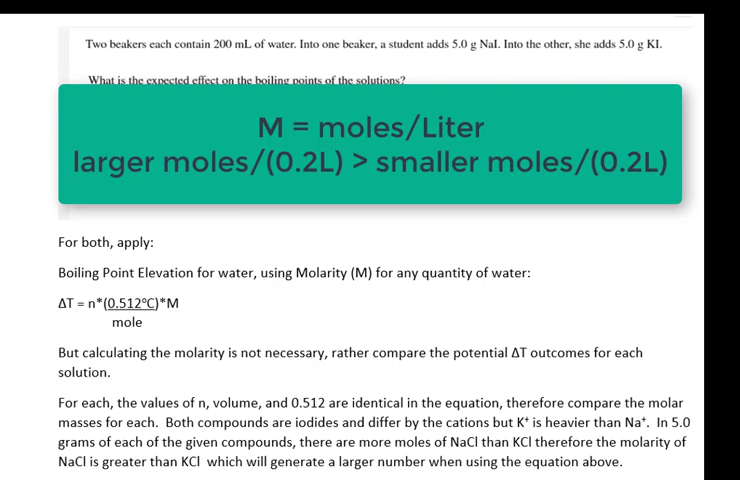 Two beakers each contain 200 mL of water. Into one beaker, a student adds 5.0 g NaI. Into the other, she adds 5.0 g KI.
What is the expected effect on the boiling points of the solutions?
M = moles/Liter
larger moles/(0.2L) > smaller moles/(0.2L)
For both, apply:
Boiling Point Elevation for water, using Molarity (M) for any quantity of water:
ΔT = n*(0.512°C)*M
mole
But calculating the molarity is not necessary, rather compare the potential ΔT outcomes for each
solution.
For each, the values of n, volume, and 0.512 are identical in the equation, therefore compare the molar
masses for each.  Both compounds are iodides and differ by the cations but K⁺ is heavier than Na⁺.  In 5.0
grams of each of the given compounds, there are more moles of NaCl than KCl therefore the molarity of
NaCl is greater than KCl  which will generate a larger number when using the equation above.